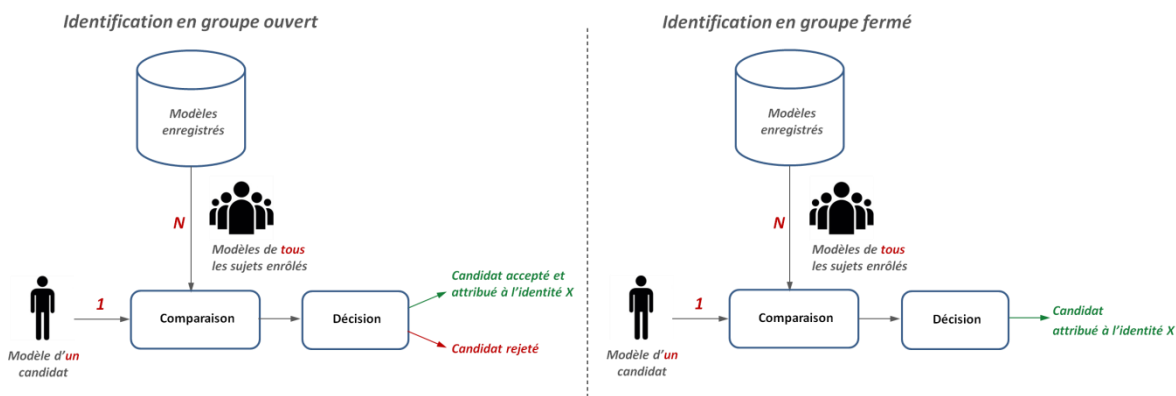 Identification en groupe ouvert
Modèles
enregistrés
N
Modèles de tous
les sujets enrôlés
1
Modèle d'un
candidat
Comparaison
Décision
Candidat accepté et
attribué à l'identité X
Candidat rejeté
Identification en groupe fermé
Modèles
enregistrés
N
Modèles de tous
les sujets enrôlés
1
Modèle d'un
candidat
Comparaison
Décision
Candidat
attribué à l'identité X